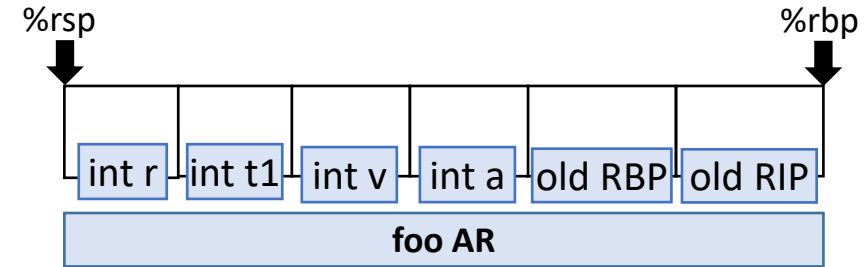 %rsp %rbp
int r int t1 int v int a old RBP old RIP
foo AR